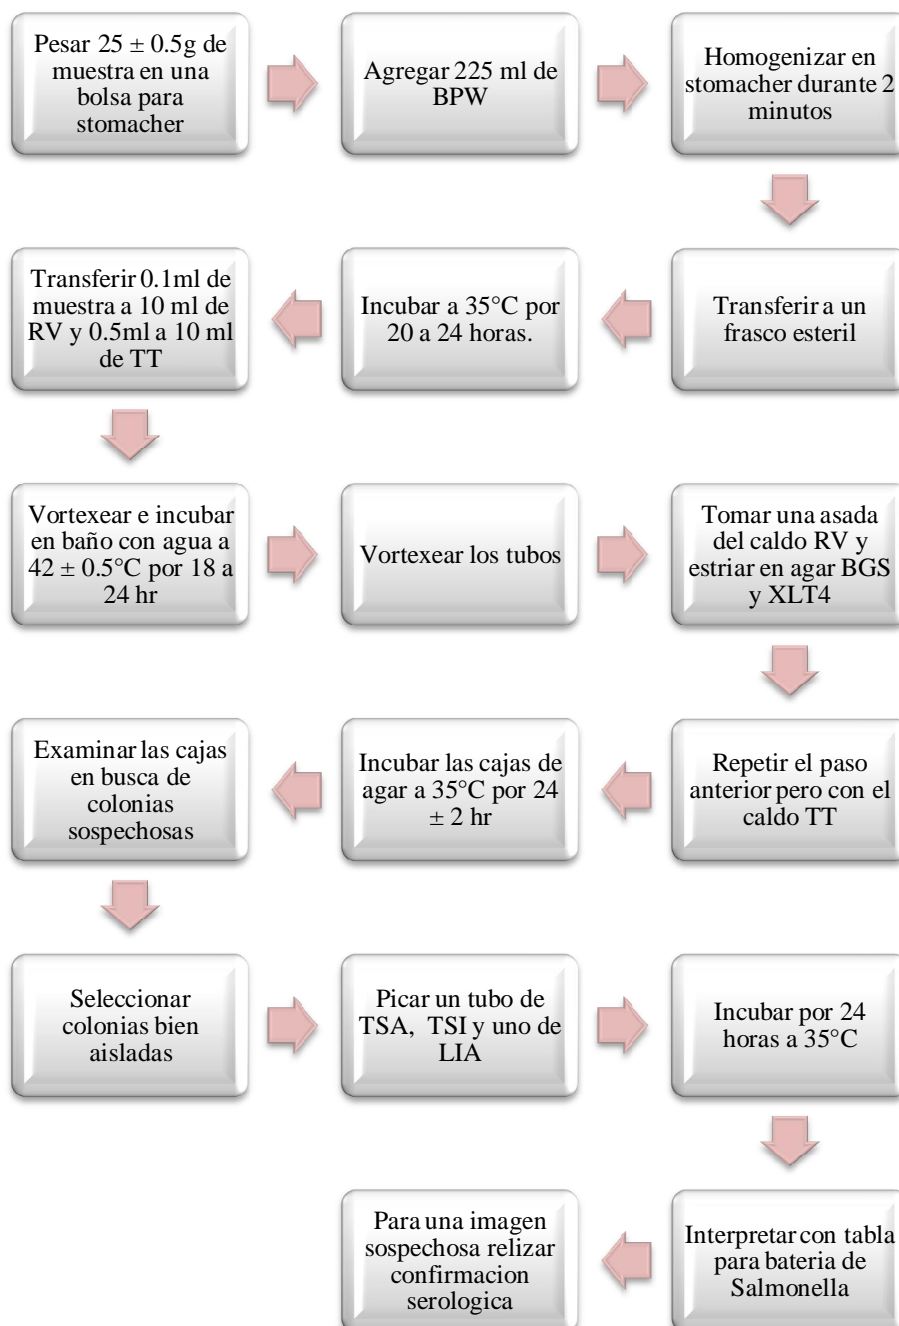 Pesar 25 ± 0.5g de
muestra en una
bolsa para
stomacher
Agregar 225 ml de
BPW
Homogenizar en
stomacher durante 2
minutos
Transferir a un
frasco esteril
Incubar a 35°C por
20 a 24 horas.
Transferir 0.1ml de
muestra a 10 ml de
RV y 0.5ml a 10 ml
de TT
Vortexear e incubar
en baño con agua a
42 ± 0.5°C por 18 a
24 hr
Vortexear los tubos
Tomar una asada
del caldo RV y
estriar en agar BGS
y XLT4
Repetir el paso
anterior pero con el
caldo TT
Incubar las cajas de
agar a 35°C por 24
± 2 hr
Examinar las cajas
en busca de
colonias
sospechosas
Seleccionar
colonias bien
aisladas
Picar un tubo de
TSA, TSI y uno de
LIA
Incubar por 24
horas a 35°C
Interpretar con tabla
para bateria de
Salmonella
Para una imagen
sospechosa relizar
confirmacion
serologica